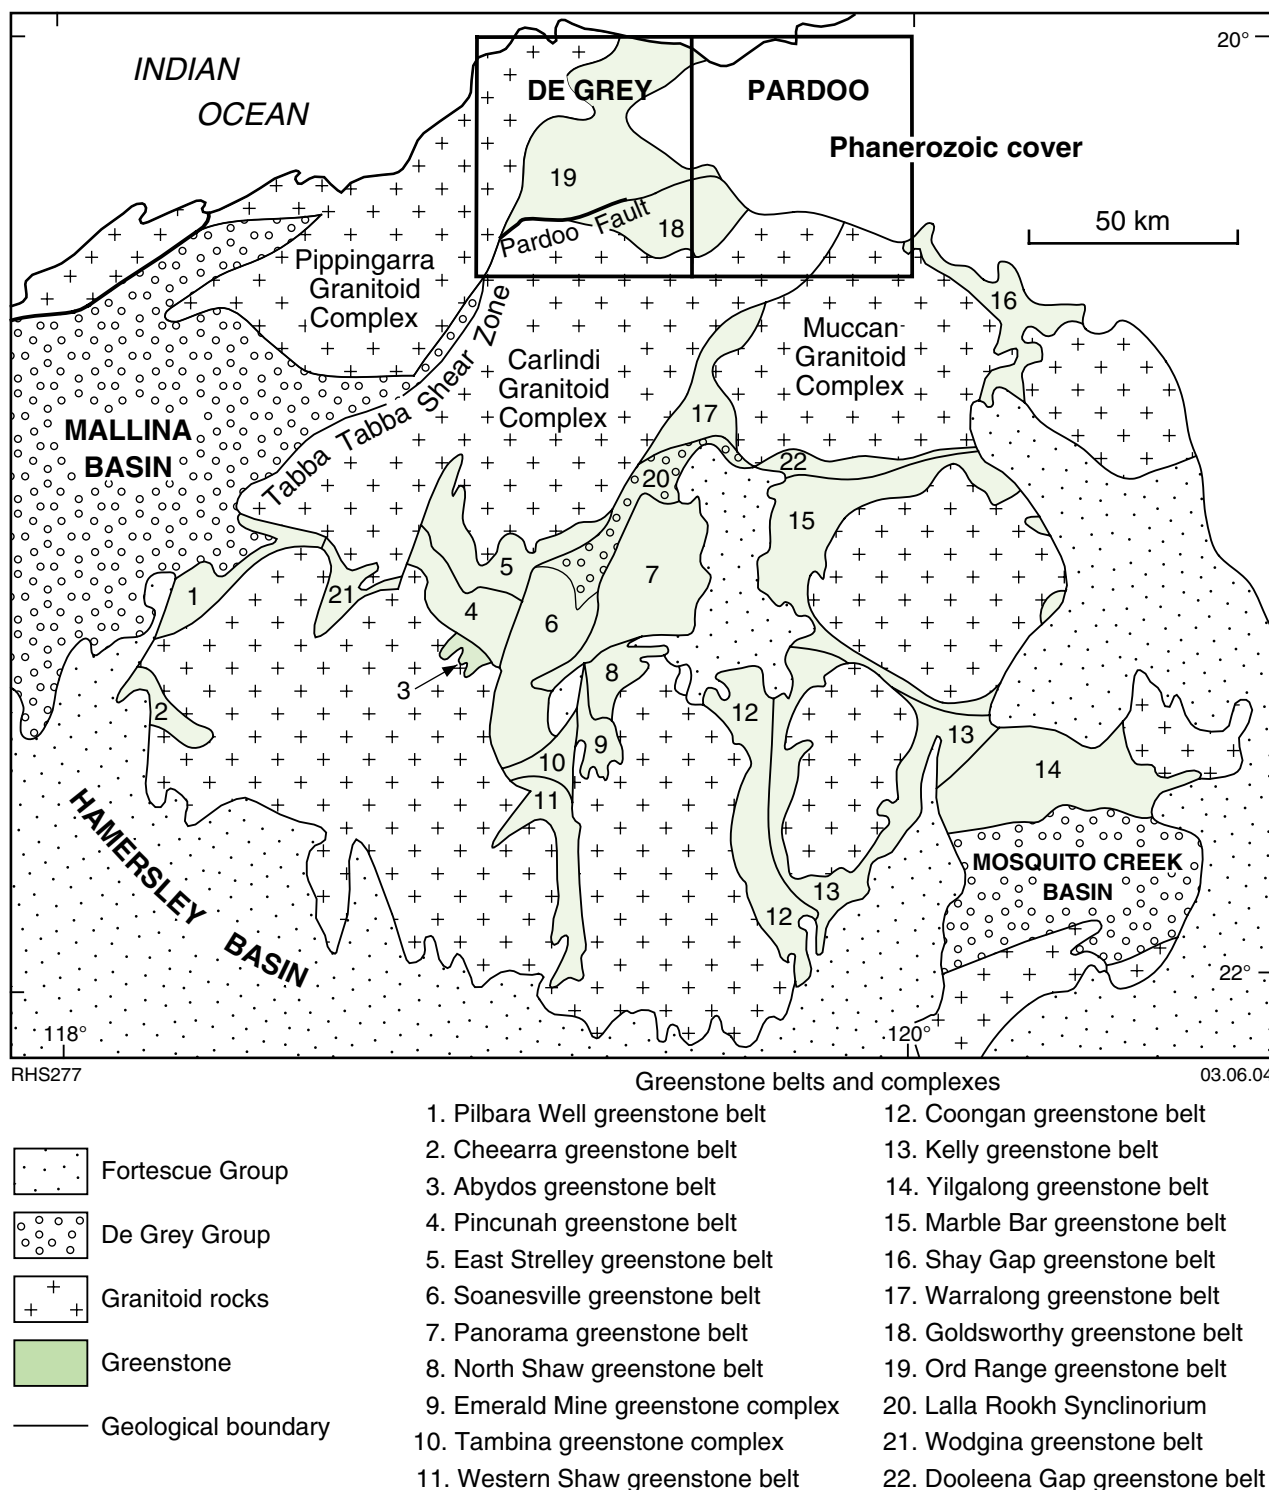 20°
INDIAN
OCEAN
DE GREY
PARDOO
Phanerozoic cover
19
50 km
18
Pardoo Fault
Pippingarra
Granitoid
Complex
16
Muccan
Granitoid
Complex
Carlindi
Granitoid
Complex
Tabba Tabba Shear Zone
17
MALLINA
BASIN
22
20
15
5
7
1
21
4
6
3
8
2
12
13
9
10
14
11
HAMERSLEY BASIN
MOSQUITO CREEK
BASIN
13
12
22°
118°
120°
RHS277
03.06.04
Greenstone belts and complexes
Fortescue Group
De Grey Group
Granitoid rocks
Greenstone
Geological boundary
1. Pilbara Well greenstone belt
2. Cheearra greenstone belt
3. Abydos greenstone belt
4. Pincunah greenstone belt
5. East Strelley greenstone belt
6. Soanesville greenstone belt
7. Panorama greenstone belt
8. North Shaw greenstone belt
9. Emerald Mine greenstone complex
10. Tambina greenstone complex
11. Western Shaw greenstone belt
12. Coongan greenstone belt
13. Kelly greenstone belt
14. Yilgalong greenstone belt
15. Marble Bar greenstone belt
16. Shay Gap greenstone belt
17. Warralong greenstone belt
18. Goldsworthy greenstone belt
19. Ord Range greenstone belt
20. Lalla Rookh Synclinorium
21. Wodgina greenstone belt
22. Dooleena Gap greenstone belt